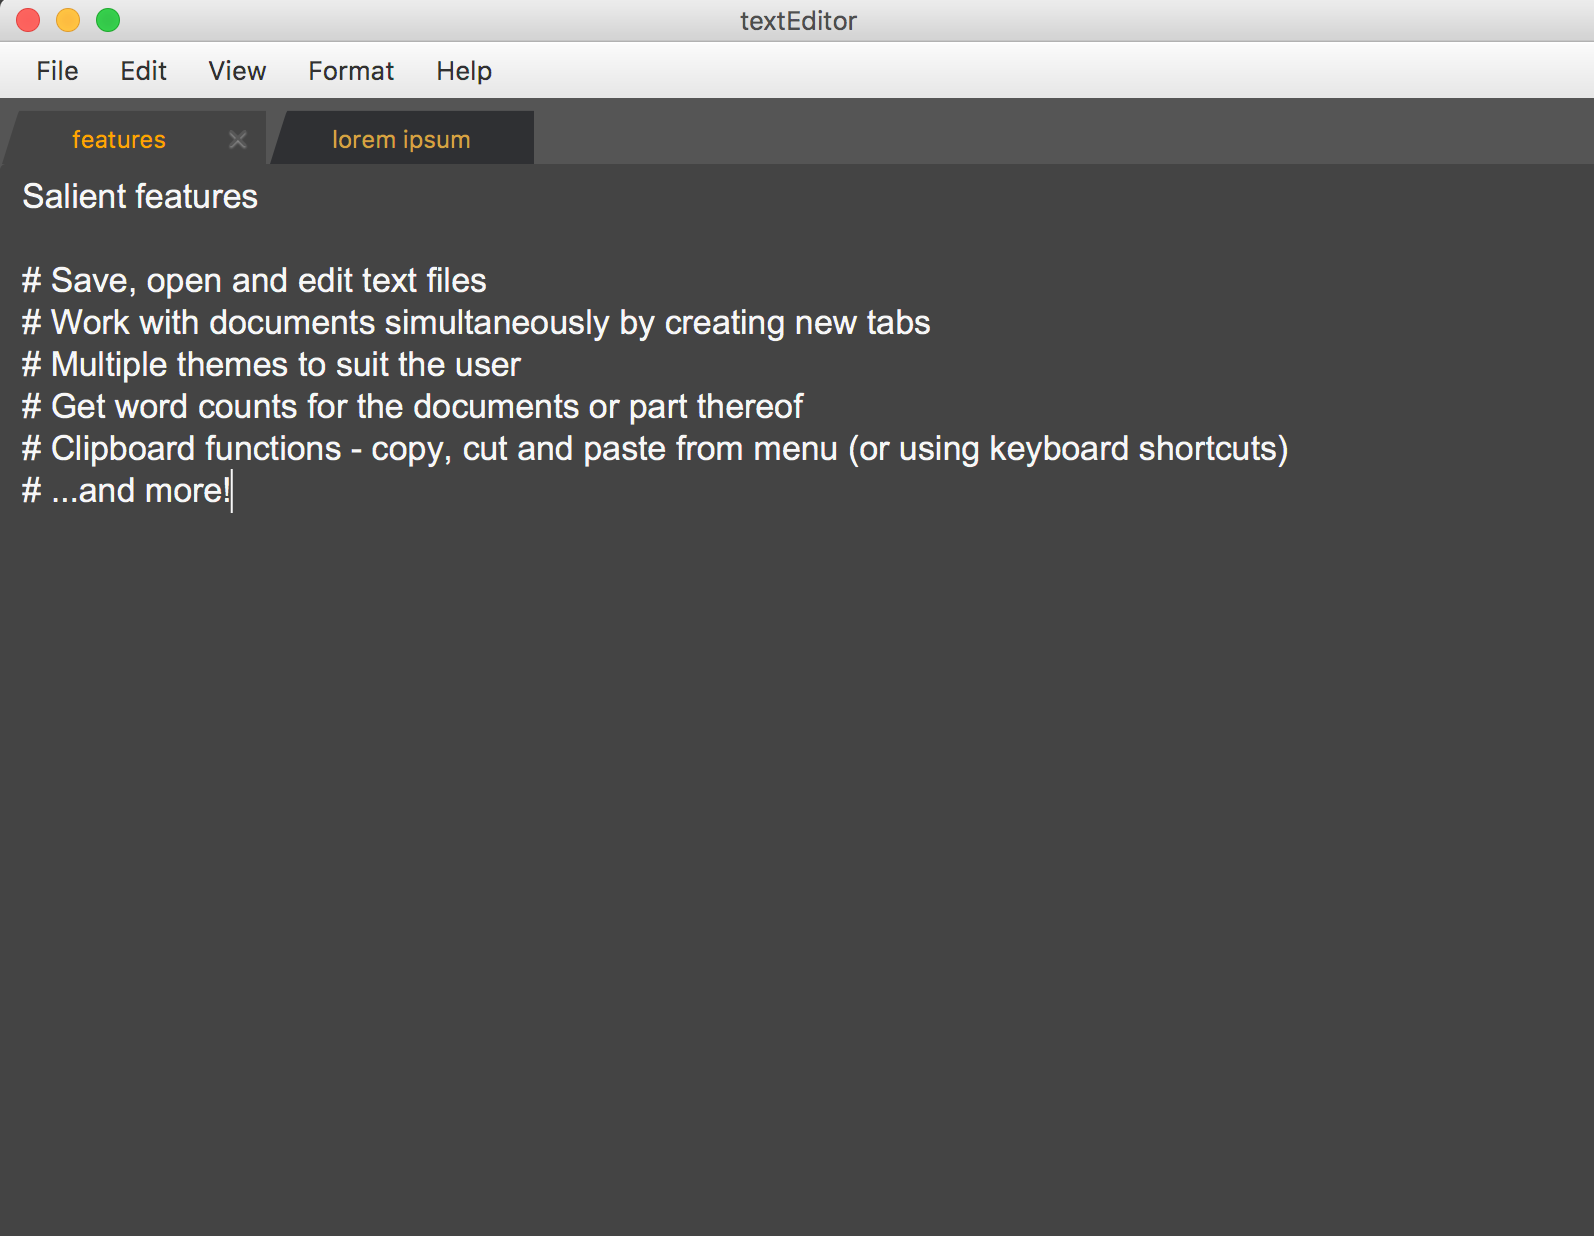 textEditor
File Edit View Format Help
features lorem ipsum
Salient features
# Save, open and edit text files
# Work with documents simultaneously by creating new tabs
# Multiple themes to suit the user
# Get word counts for the documents or part thereof
# Clipboard functions - copy, cut and paste from menu (or using keyboard shortcuts)
# ...and more!